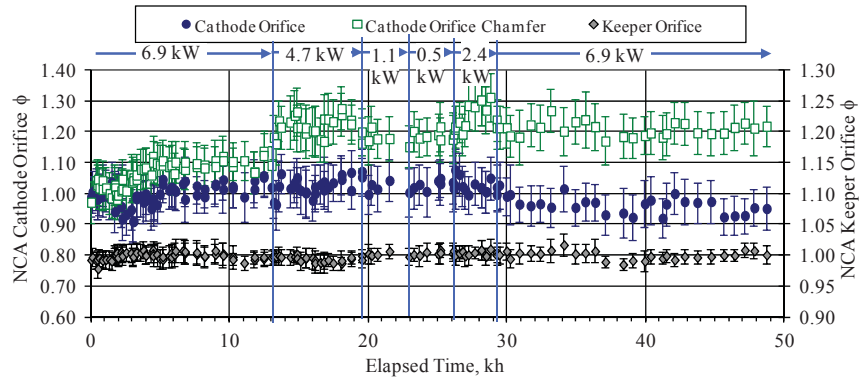 Cathode Orifice Cathode Orifice Chamfer Keeper Orifice
6.9 kW 4.7 kW 1.1 kW 0.5 kW 2.4 kW 6.9 kW
1.40 1.30
1.30 1.25
1.20 1.20
1.10 1.15
1.00 1.10
0.90 1.05
0.80 1.00
0.70 0.95
0.60 0.90
NCA Cathode Orifice ϕ
NCA Keeper Orifice ϕ
0 10 20 30 40 50
Elapsed Time, kh